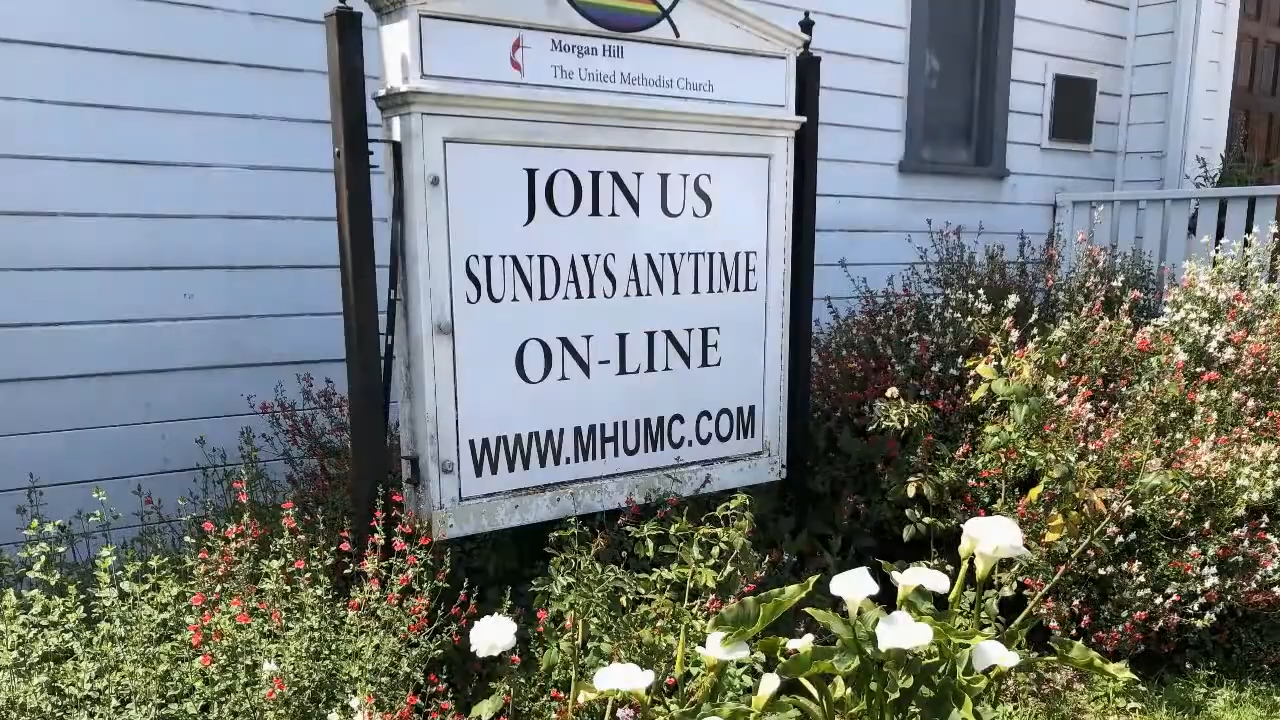 Morgan Hill
The United Methodist Church
JOIN US
SUNDAYS ANYTIME
ON-LINE
WWW.MHUMC.COM